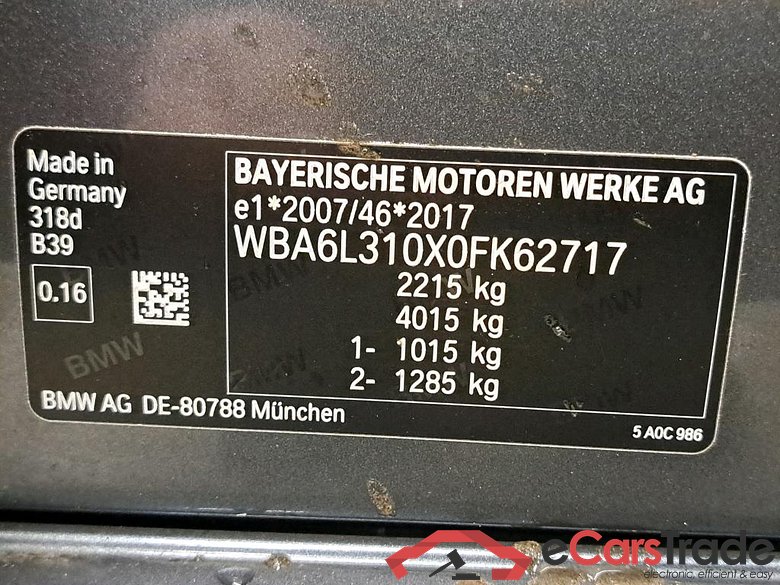 Made in
Germany
318d
B39
0.16
BAYERISCHE MOTOREN WERKE AG
e1*2007/46*2017
WBA6L310X0FK62717
2215 kg
4015 kg
1- 1015 kg
2- 1285 kg
BMW
BMW AG DE-80788 München
5 A0C 986
eCarsTrade
electronic, efficient & easy